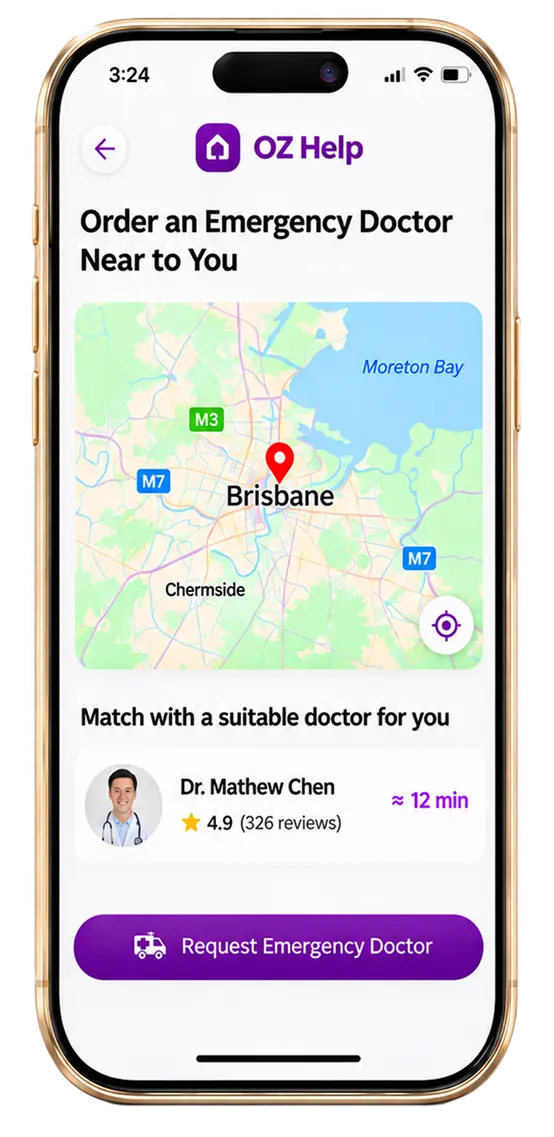 3:24
OZ Help
Order an Emergency Doctor
Near to You
Moreton Bay
M3
M7
Brisbane
M7
Chermside
Match with a suitable doctor for you
Dr. Mathew Chen
≈ 12 min
4.9 (326 reviews)
Request Emergency Doctor